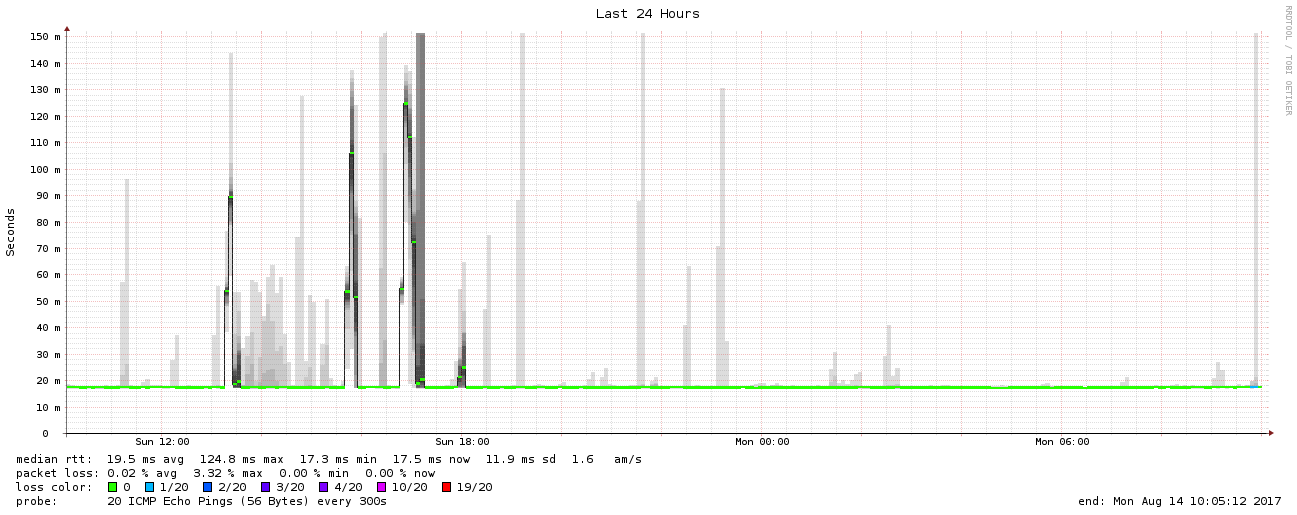 Last 24 Hours
RRDTOOL / TOBI OETIKER
150 m
140 m
130 m
120 m
110 m
100 m
90 m
80 m
70 m
60 m
50 m
40 m
30 m
20 m
10 m
0
Seconds
Sun 12:00 Sun 18:00 Mon 00:00 Mon 06:00
median rtt: 19.5 ms avg 124.8 ms max 17.3 ms min 17.5 ms now 11.9 ms sd 1.6 am/s
packet loss: 0.02 % avg 3.32 % max 0.00 % min 0.00 % now
loss color: 0 1/20 2/20 3/20 4/20 10/20 19/20
probe: 20 ICMP Echo Pings (56 Bytes) every 300s end: Mon Aug 14 10:05:12 2017